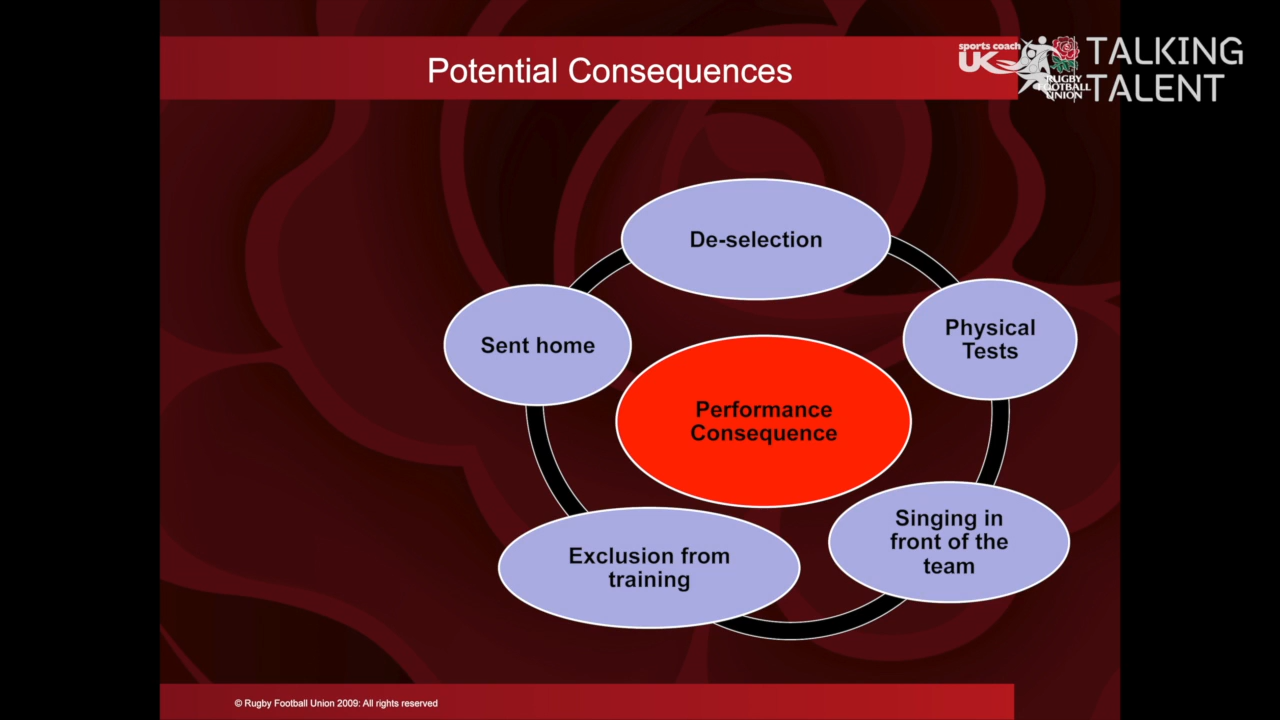 Potential Consequences
sports coach
UK
RUGBY
FOOTBALL
UNION
TALKING
TALENT
De-selection
Sent home
Physical
Tests
Performance
Consequence
Singing in
front of the
team
Exclusion from
training
© Rugby Football Union 2009: All rights reserved